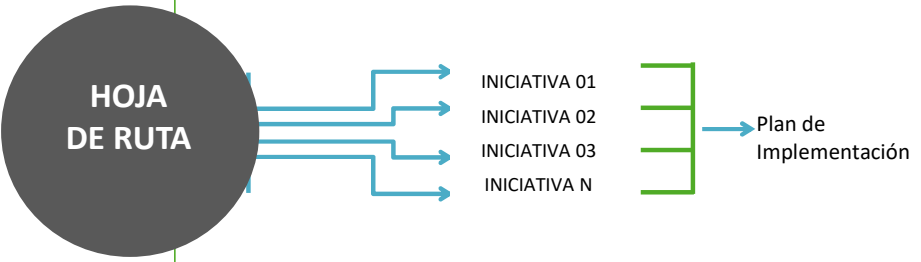 HOJA
DE RUTA
INICIATIVA 01
INICIATIVA 02
INICIATIVA 03
INICIATIVA N
Plan de
Implementación